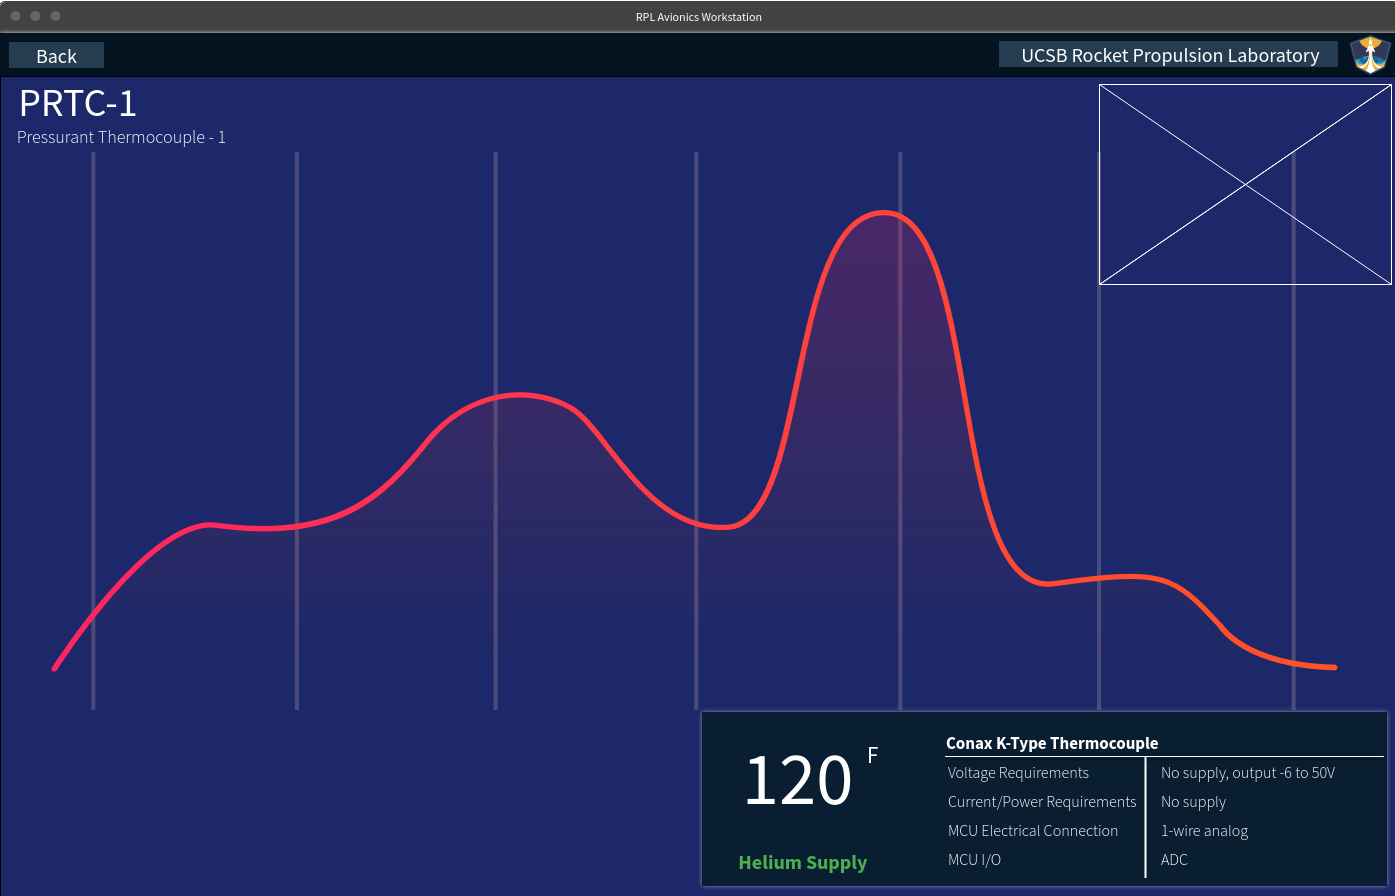 RPL Avionics Workstation
Back
UCSB Rocket Propulsion Laboratory
PRTC-1
Pressurant Thermocouple - 1
120 F
Helium Supply
Conax K-Type Thermocouple
Voltage Requirements No supply, output -6 to 50V
Current/Power Requirements No supply
MCU Electrical Connection 1-wire analog
MCU I/O ADC